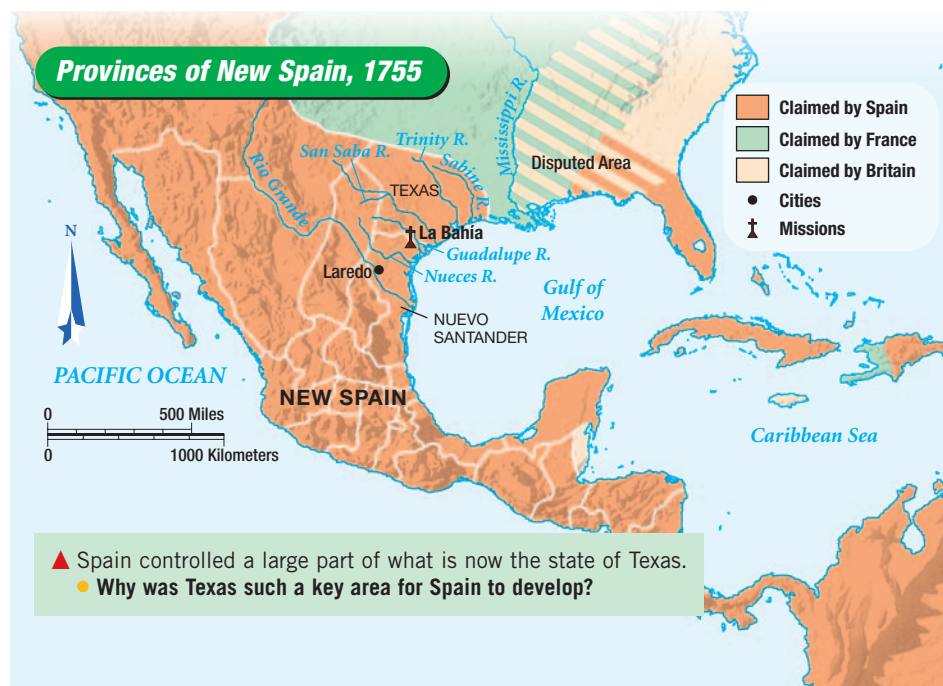 Provinces of New Spain, 1755
Claimed by Spain
Claimed by France
Claimed by Britain
Cities
Missions
Mississippi R.
Disputed Area
Trinity R.
San Saba R.
Sabine R.
Rio Grande
TEXAS
La Bahía
Guadalupe R.
Laredo
Nueces R.
N
Gulf of
Mexico
NUEVO
SANTANDER
PACIFIC OCEAN
NEW SPAIN
0 500 Miles
0 1000 Kilometers
Caribbean Sea
Spain controlled a large part of what is now the state of Texas.
Why was Texas such a key area for Spain to develop?